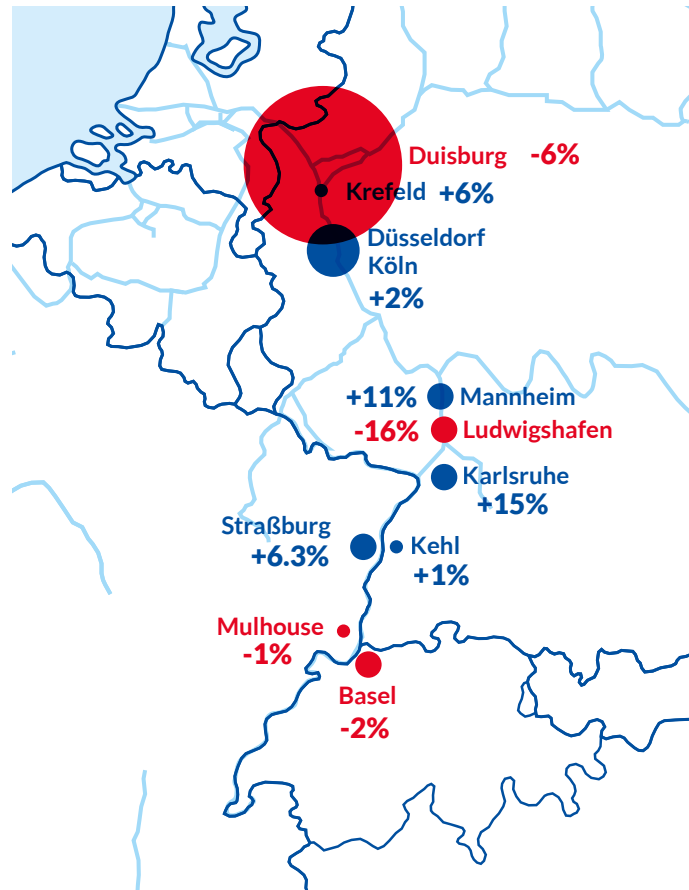 Duisburg -6%
Krefeld +6%
Düsseldorf
Köln
+2%
+11% Mannheim
-16% Ludwigshafen
Karlsruhe
+15%
Straßburg
+6.3%
Kehl
+1%
Mulhouse
-1%
Basel
-2%